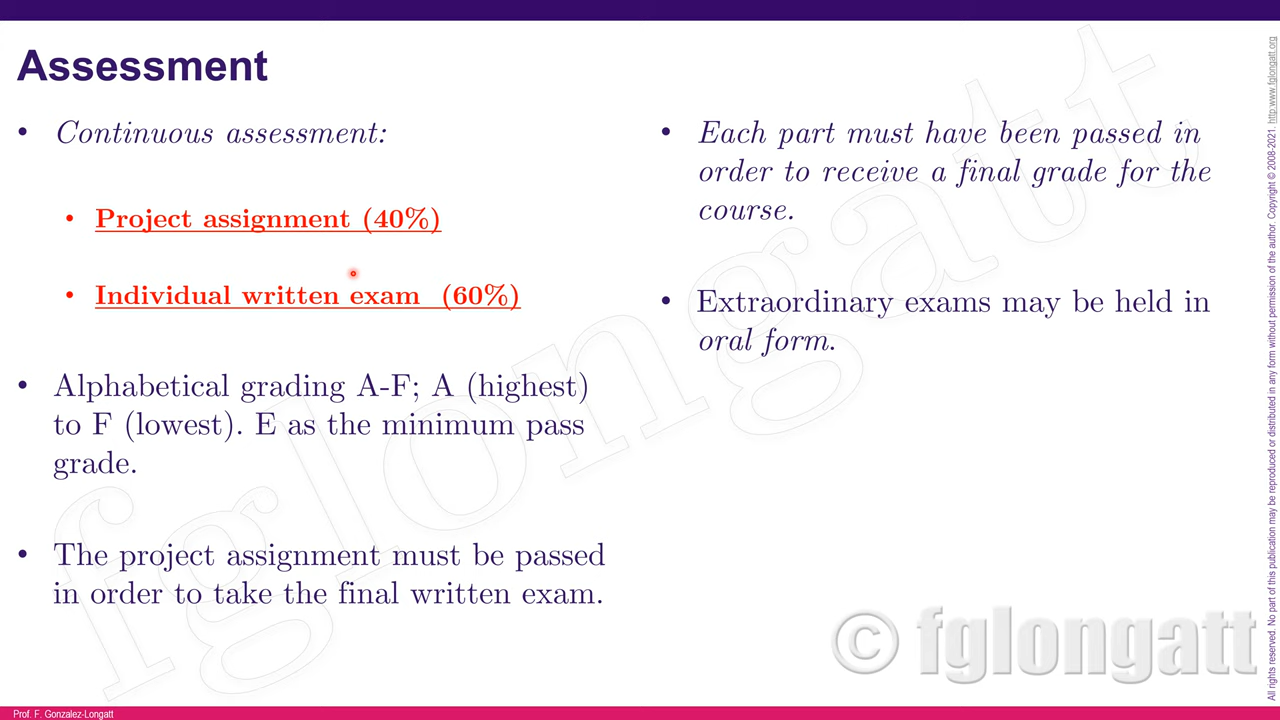 Assessment
• Continuous assessment:
• Project assignment (40%)
• Individual written exam (60%)
• Alphabetical grading A-F; A (highest)
to F (lowest). E as the minimum pass
grade.
• The project assignment must be passed
in order to take the final written exam.
• Each part must have been passed in
order to receive a final grade for the
course.
• Extraordinary exams may be held in
oral form.
fglongatt
© fglongatt
All rights reserved. No part of this publication may be reproduced or distributed in any form without permission of the author. Copyright © 2008-2021. http:www.fglongatt.org
Prof. F. Gonzalez-Longatt